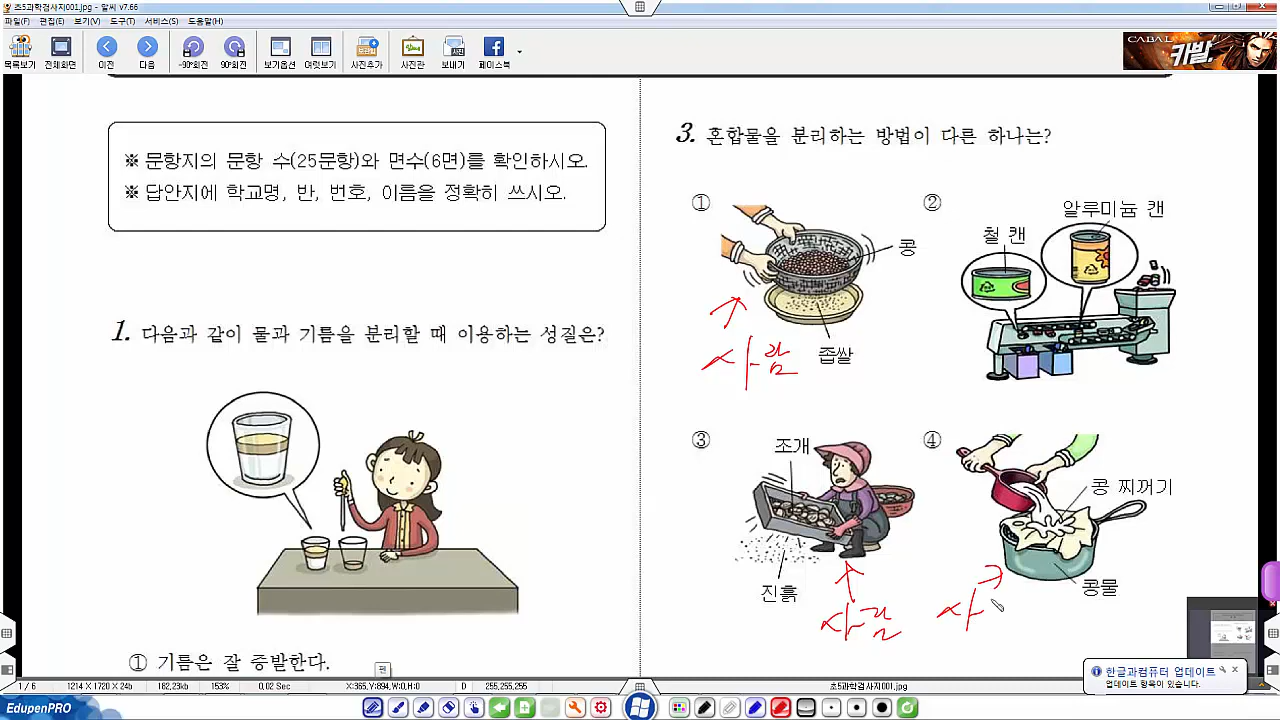 초5과학검사지001.jpg - 알씨 v7.66
파일(F) 편집(E) 보기(V) 도구(T) 서비스(S) 도움말(H)
목록보기 전체화면 이전 다음 -90°회전 90°회전 보기옵션 여럿보기 사진추가 사진관 보내기 페이스북
CABAL
카발.
※ 문항지의 문항 수(25문항)와 면수(6면)를 확인하시오.
※ 답안지에 학교명, 반, 번호, 이름을 정확히 쓰시오.
1. 다음과 같이 물과 기름을 분리할 때 이용하는 성질은?
① 기름은 잘 증발한다.
3. 혼합물을 분리하는 방법이 다른 하나는?
①
콩
좁쌀
사람
②
철 캔
알루미늄 캔
③
조개
진흙
사람
④
콩 찌꺼기
콩물
사
한글과컴퓨터 업데이트
업데이트 항목이 있습니다.
1 / 6 1214 X 1720 X 24b 182,23kb 153% 0,02 Sec X:365,Y:894,W:0,H:0 D 255,255,255 초5과학검사지001.jpg
EdupenPRO